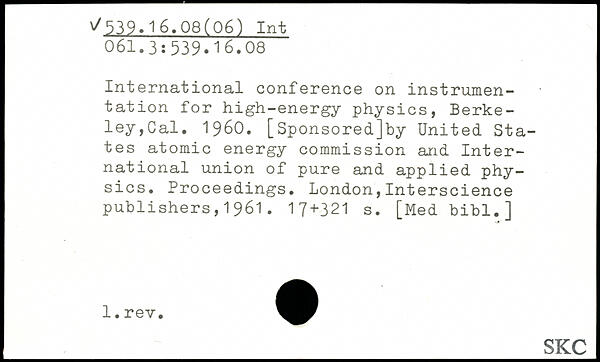 ✓539.16.08(06) Int
061.3:539.16.08
International conference on instrumen-
tation for high-energy physics, Berke-
ley,Cal. 1960. [Sponsored]by United Sta-
tes atomic energy commission and Inter-
national union of pure and applied phy-
sics. Proceedings. London,Interscience
publishers,1961. 17+321 s. [Med bibl.]
1.rev.
SKC